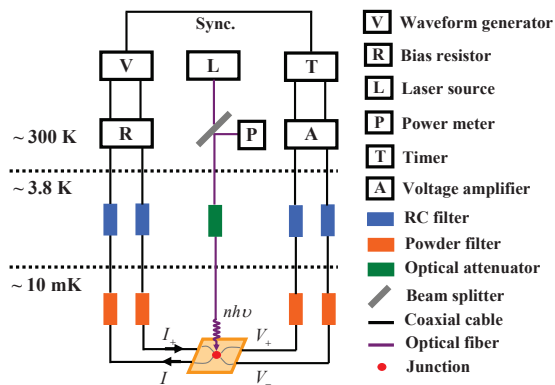 Sync.
V
L
T
R
P
A
~ 300 K
~ 3.8 K
~ 10 mK
nhυ
I+
V+
I
V−
V Waveform generator
R Bias resistor
L Laser source
P Power meter
T Timer
A Voltage amplifier
RC filter
Powder filter
Optical attenuator
Beam splitter
Coaxial cable
Optical fiber
Junction